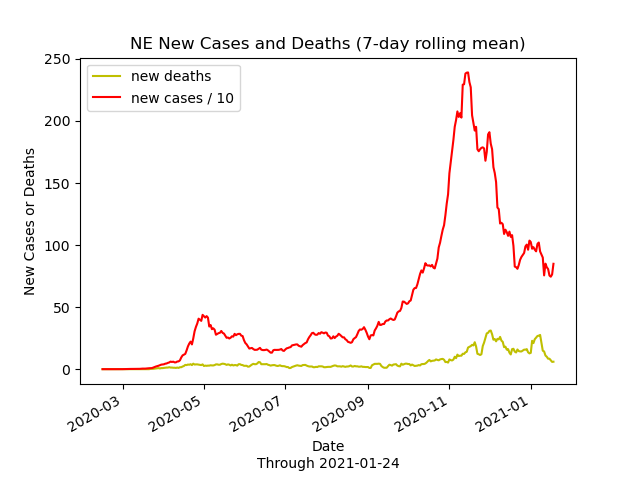 NE New Cases and Deaths (7-day rolling mean)
new deaths
new cases / 10
New Cases or Deaths
250
200
150
100
50
0
2020-03
2020-05
2020-07
2020-09
2020-11
2021-01
Date
Through 2021-01-24